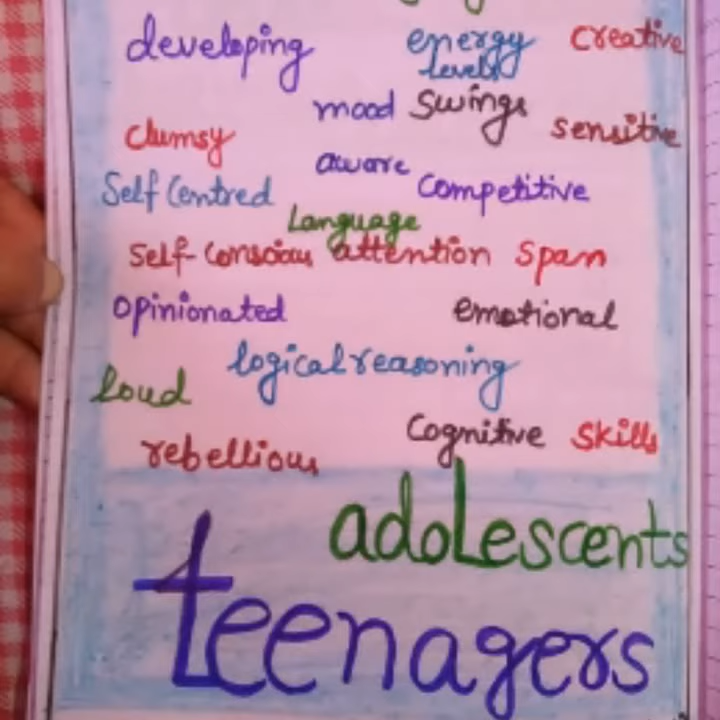 developing energy levels creative
mood swings
clumsy sensitive
aware
Self Centred competitive
Language
Self-Conscious attention span
opinionated emotional
logical reasoning
loud
Cognitive Skills
rebellious
adolescents
teenagers